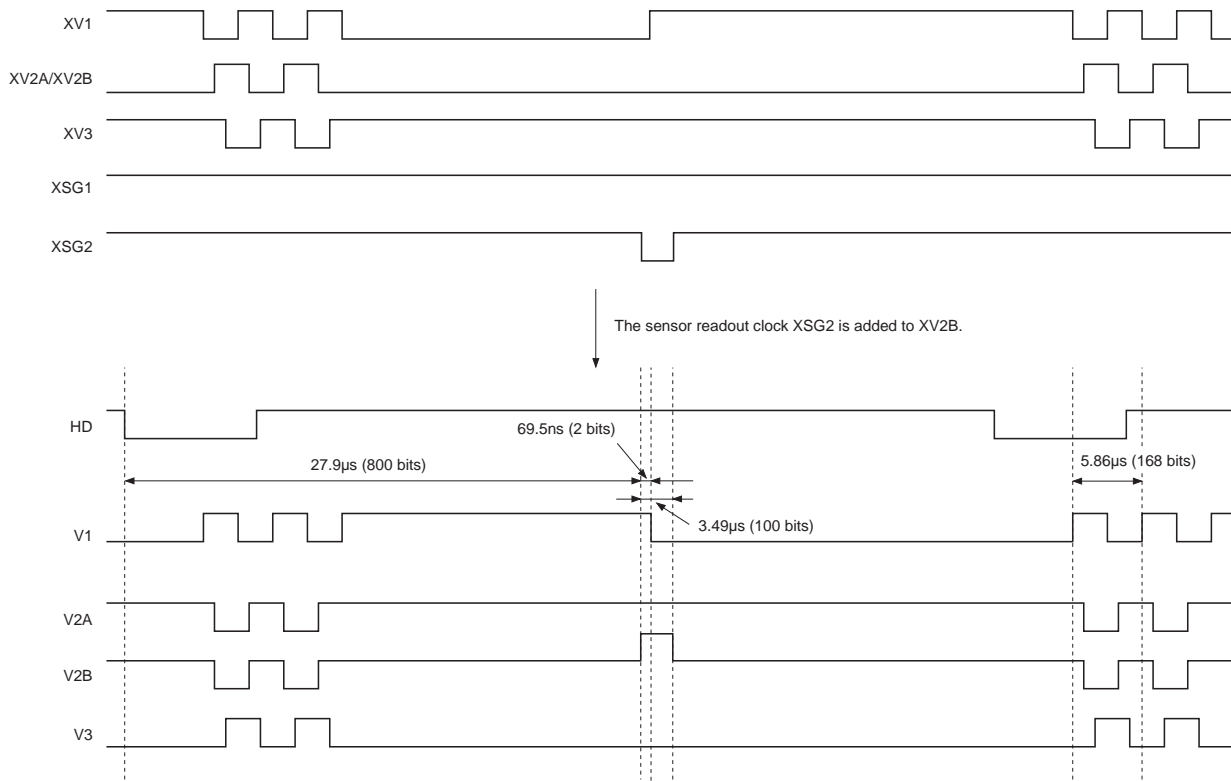 XV1
XV2A/XV2B
XV3
XSG1
XSG2
The sensor readout clock XSG2 is added to XV2B.
HD
69.5ns (2 bits)
27.9µs (800 bits)
5.86µs (168 bits)
3.49µs (100 bits)
V1
V2A
V2B
V3